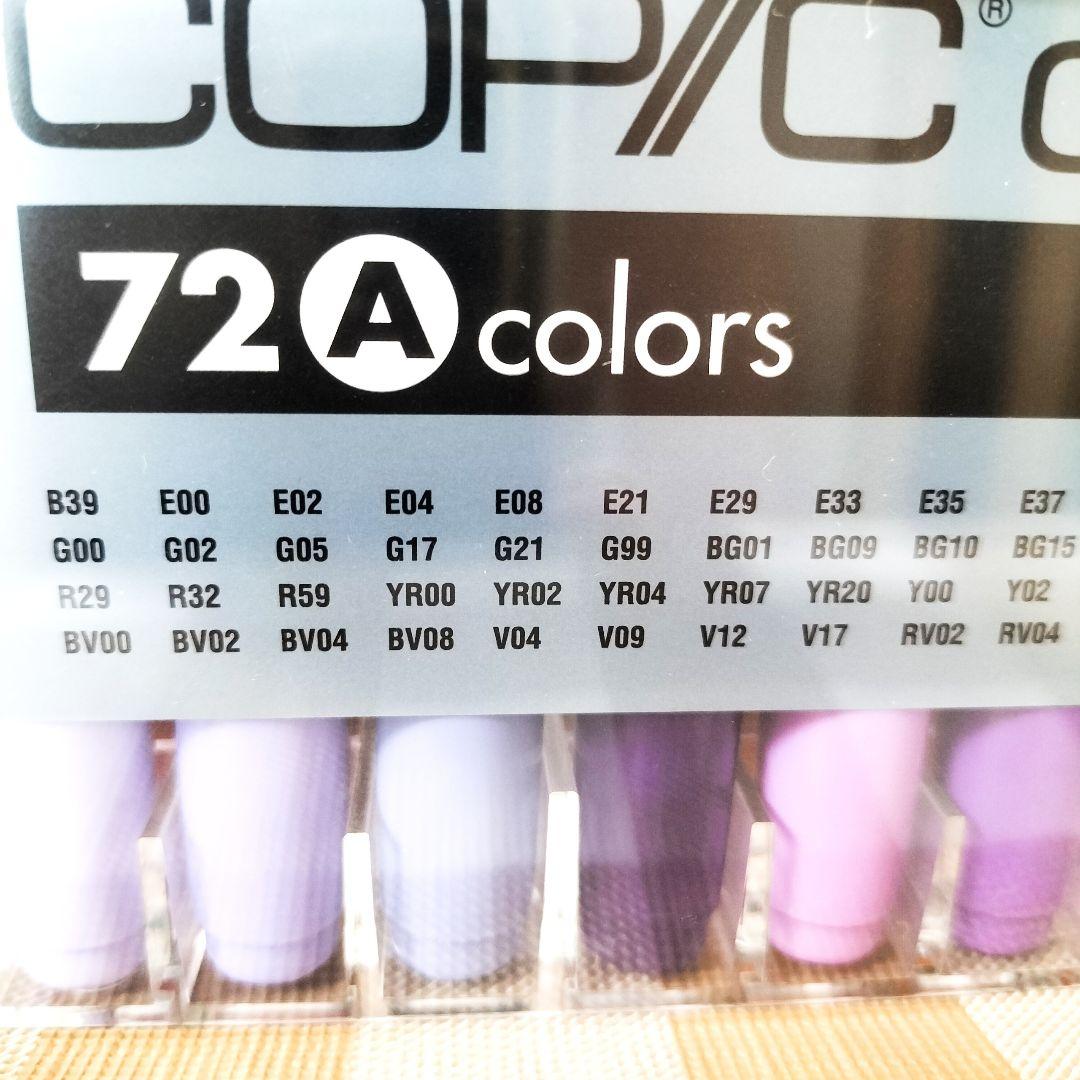 COPIC® c
72 A colors
B39 E00 E02 E04 E08 E21 E29 E33 E35 E37
G00 G02 G05 G17 G21 G99 BG01 BG09 BG10 BG15
R29 R32 R59 YR00 YR02 YR04 YR07 YR20 Y00 Y02
BV00 BV02 BV04 BV08 V04 V09 V12 V17 RV02 RV04